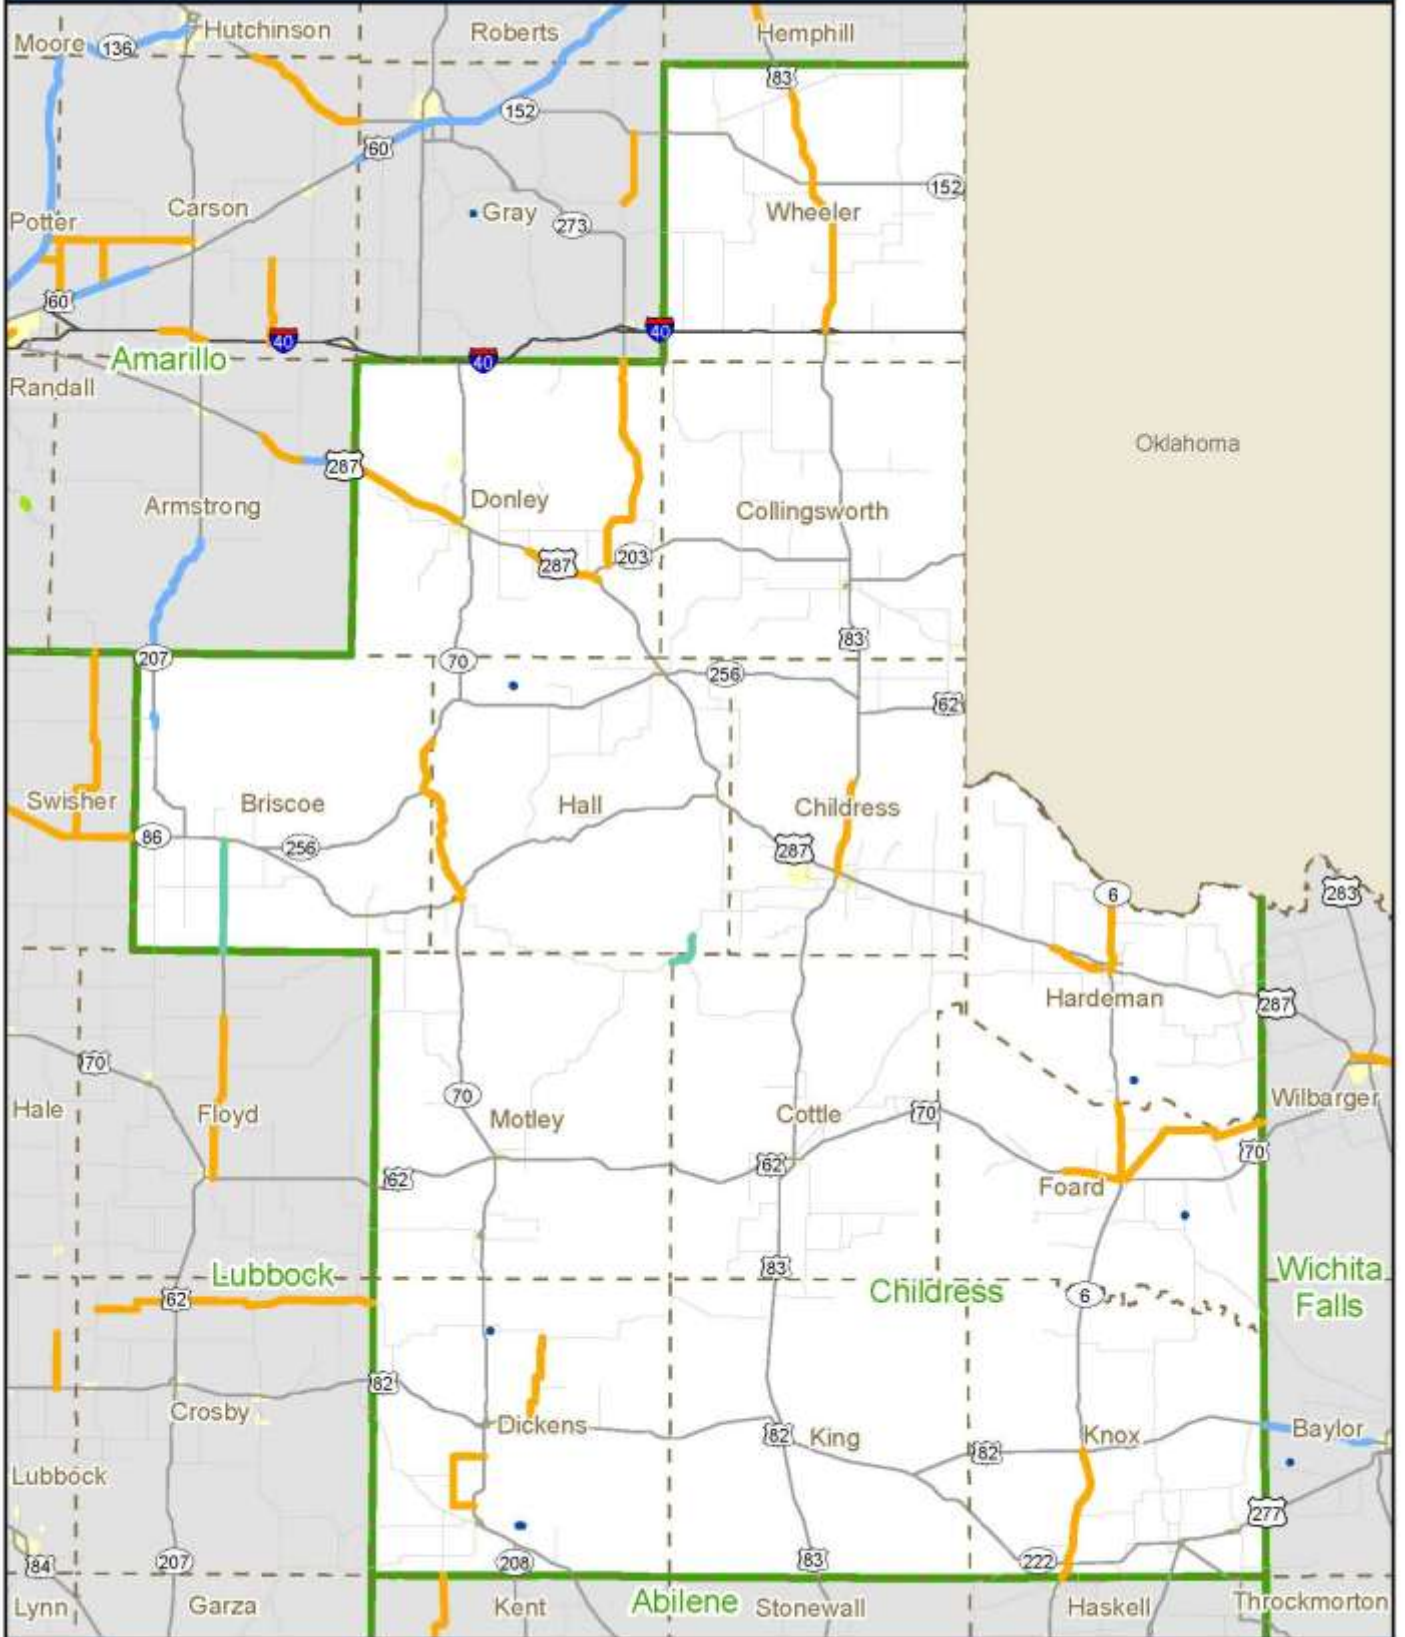 Hutchinson
Roberts
Hemphill
Moore
136
83
152
60
152
Carson
Potter
Gray
273
Wheeler
60
40
40
40
Amarillo
Randall
Oklahoma
287
Donley
Armstrong
Collingsworth
287
203
83
207
70
256
62
Swisher
Briscoe
Hall
Childress
86
256
287
6
283
Hardeman
287
70
70
Hale
Floyd
Motley
Cottle
70
Wilbarger
62
62
70
Foard
Lubbock
83
Childress
Wichita
Falls
62
6
82
Crosby
Dickens
82
King
82
Knox
Baylor
Lubbock
277
84
207
208
83
222
Lynn
Garza
Kent
Abilene
Stonewall
Haskell
Throckmorton